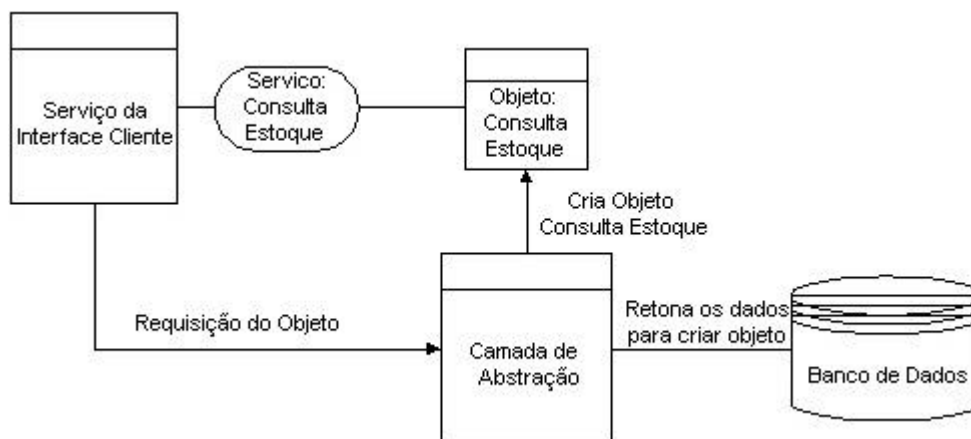 Serviço da
Interface Cliente
Servico:
Consulta
Estoque
Objeto:
Consulta
Estoque
Cria Objeto
Consulta Estoque
Requisição do Objeto
Camada de
Abstração
Retona os dados
para criar objeto
Banco de Dados